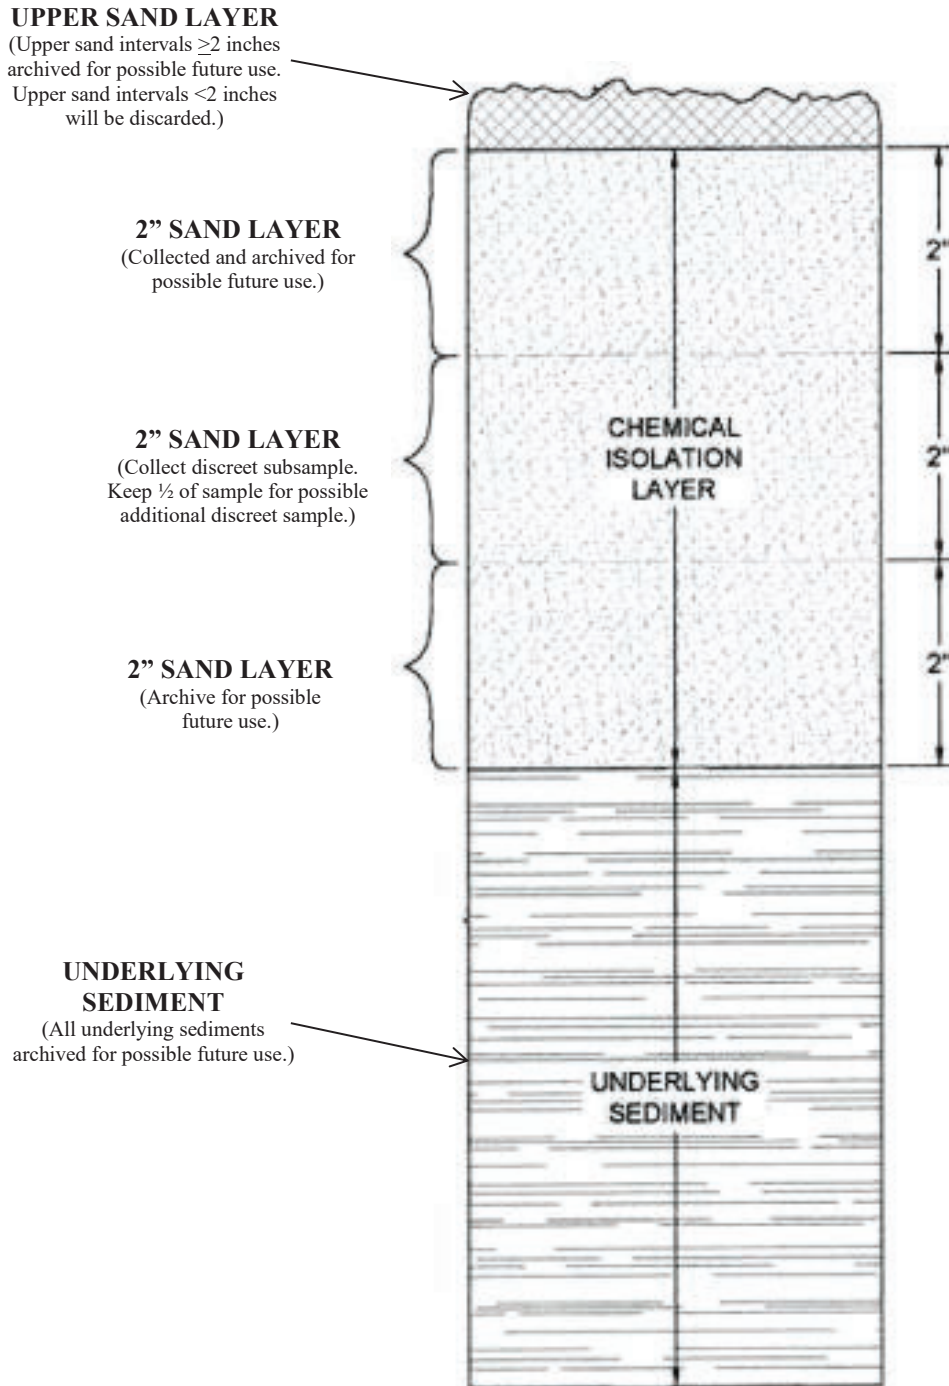 UPPER SAND LAYER
(Upper sand intervals ≥2 inches
archived for possible future use.
Upper sand intervals <2 inches
will be discarded.)
2” SAND LAYER
(Collected and archived for
possible future use.)
2"
2” SAND LAYER
(Collect discreet subsample.
Keep ½ of sample for possible
additional discreet sample.)
CHEMICAL
ISOLATION
LAYER
2"
2” SAND LAYER
(Archive for possible
future use.)
2"
UNDERLYING
SEDIMENT
(All underlying sediments
archived for possible future use.)
UNDERLYING
SEDIMENT